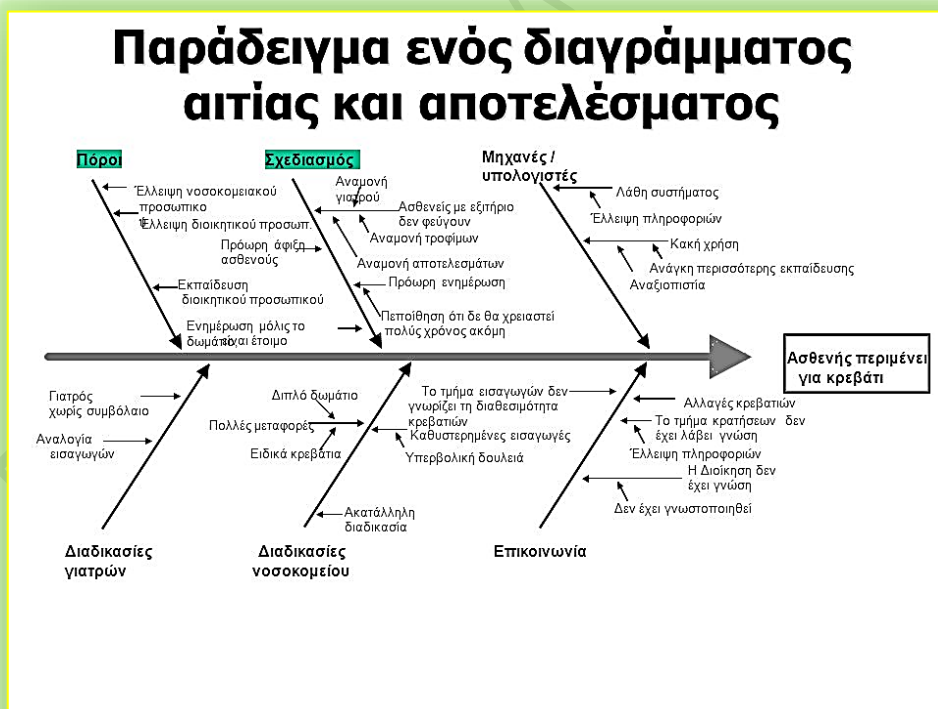 Παράδειγμα ενός διαγράμματος
αιτίας και αποτελέσματος
Πόροι
Έλλειψη νοσοκομειακού
προσωπικο
Έλλειψη διοικητικού προσωπ.
Εκπαίδευση
διοικητικού προσωπικού
Σχεδιασμός
Αναμονή
γιατρού
Ασθενείς με εξιτήριο
δεν φεύγουν
Αναμονή τροφίμων
Πρόωρη άφιξη
ασθενούς
Αναμονή αποτελεσμάτων
Πρόωρη ενημέρωση
Πεποίθηση ότι δε θα χρειαστεί
πολύς χρόνος ακόμη
Ενημέρωση μόλις το
δωμάτιο είναι έτοιμο
Μηχανές /
υπολογιστές
Λάθη συστήματος
Έλλειψη πληροφοριών
Κακή χρήση
Ανάγκη περισσότερης εκπαίδευσης
Αναξιοπιστία
Ασθενής περιμένει
για κρεβάτι
Γιατρός
χωρίς συμβόλαιο
Αναλογία
εισαγωγών
Διαδικασίες
γιατρών
Διπλό δωμάτιο
Πολλές μεταφορές
Ειδικά κρεβάτια
Καθυστερημένες εισαγωγές
Υπερβολική δουλειά
Ακατάλληλη
διαδικασία
Διαδικασίες
νοσοκομείου
Το τμήμα εισαγωγών δεν
γνωρίζει τη διαθεσιμότητα
κρεβατιών
Αλλαγές κρεβατιών
Το τμήμα κρατήσεων δεν
έχει λάβει γνώση
Έλλειψη πληροφοριών
Η Διοίκηση δεν
έχει γνώση
Δεν έχει γνωστοποιηθεί
Επικοινωνία